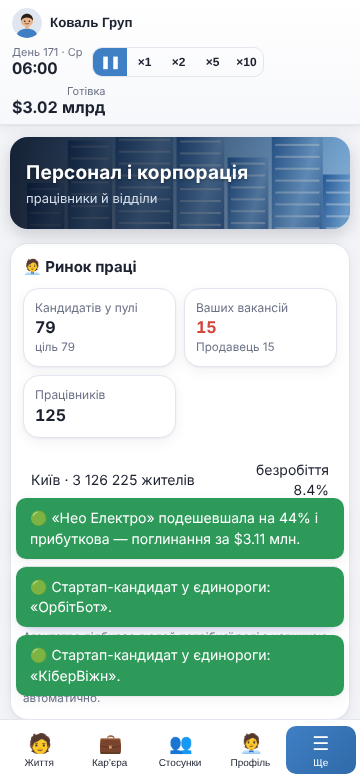 Коваль Груп
День 171 · Ср
06:00
×1 ×2 ×5 ×10
Готівка
$3.02 млрд
Персонал і корпорація
працівники й відділи
Ринок праці
Кандидатів у пулі
79
ціль 79
Ваших вакансій
15
Продавець 15
Працівників
125
Київ · 3 126 225 жителів
безробіття
8.4%
«Нео Електро» подешевшала на 44% і
прибуткова — поглинання за $3.11 млн.
Стартап-кандидат у єдинороги:
«ОрбітБот».
Стартап-кандидат у єдинороги:
«КіберВіжн».
автоматично.
Життя
Кар'єра
Стосунки
Профіль
Ще